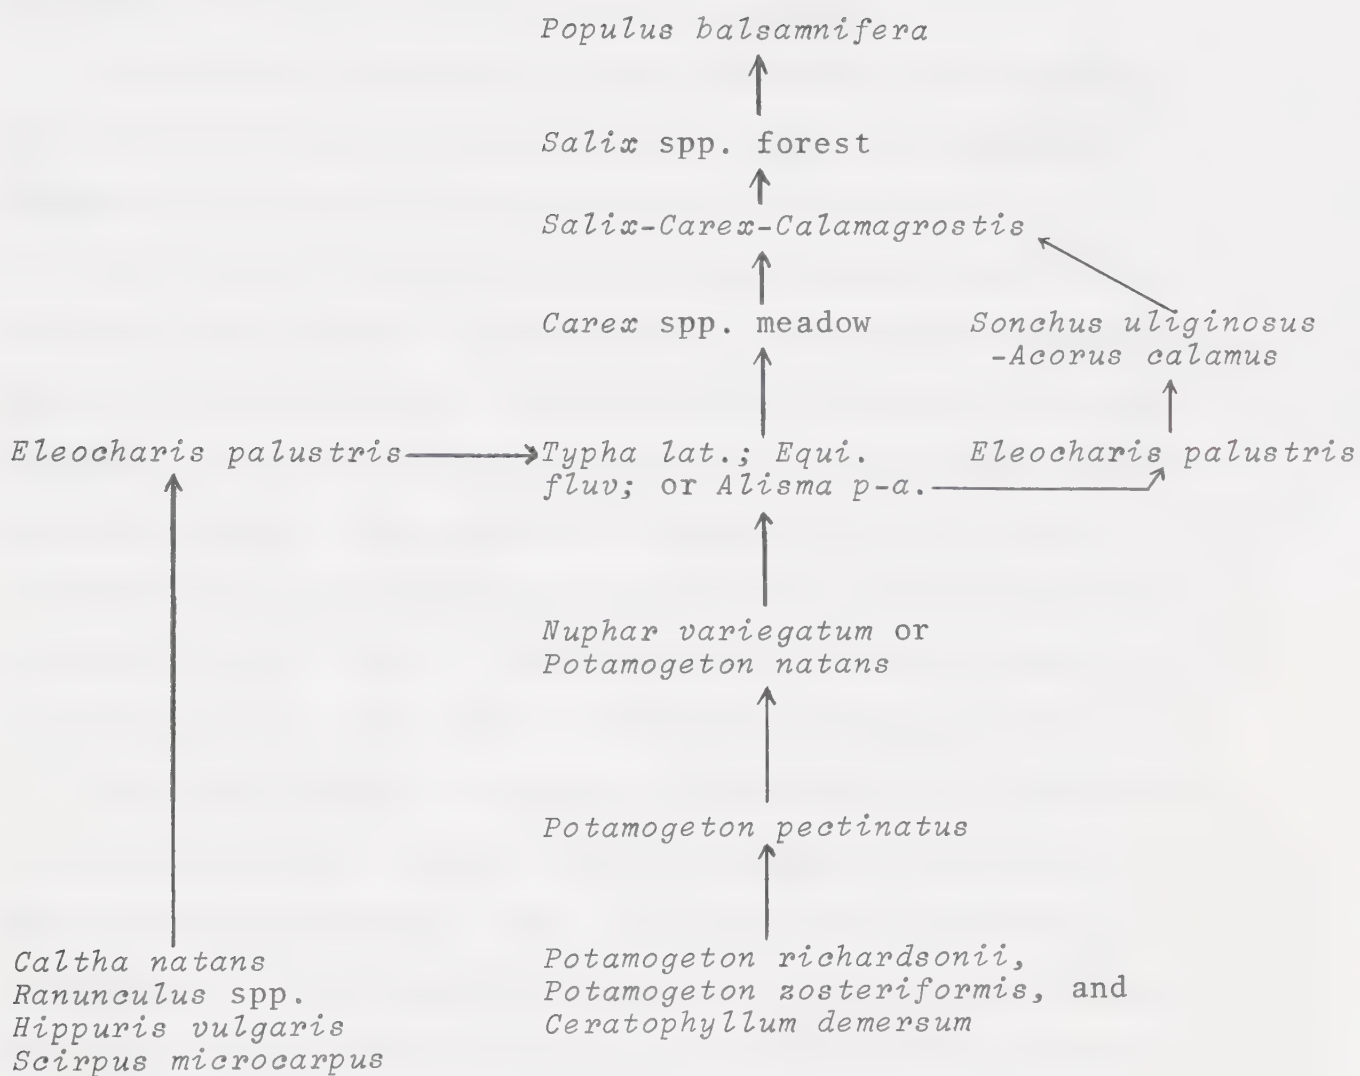 Populus balsamnifera
Salix spp. forest
Salix-Carex-Calamagrostis
Carex spp. meadow
Sonchus uliginosus
-Acorus calamus
Eleocharis palustris
Typha lat.; Equi.
fluv; or Alisma p-a.
Eleocharis palustris
Nuphar variegatum or
Potamogeton natans
Potamogeton pectinatus
Caltha natans
Ranunculus spp.
Hippuris vulgaris
Scirpus microcarpus
Potamogeton richardsonii,
Potamogeton zosteriformis, and
Ceratophyllum demersum